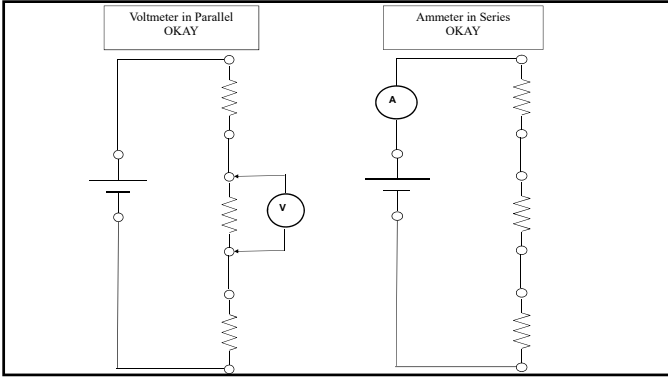 Voltmeter in Parallel
OKAY
Ammeter in Series
OKAY
A
V